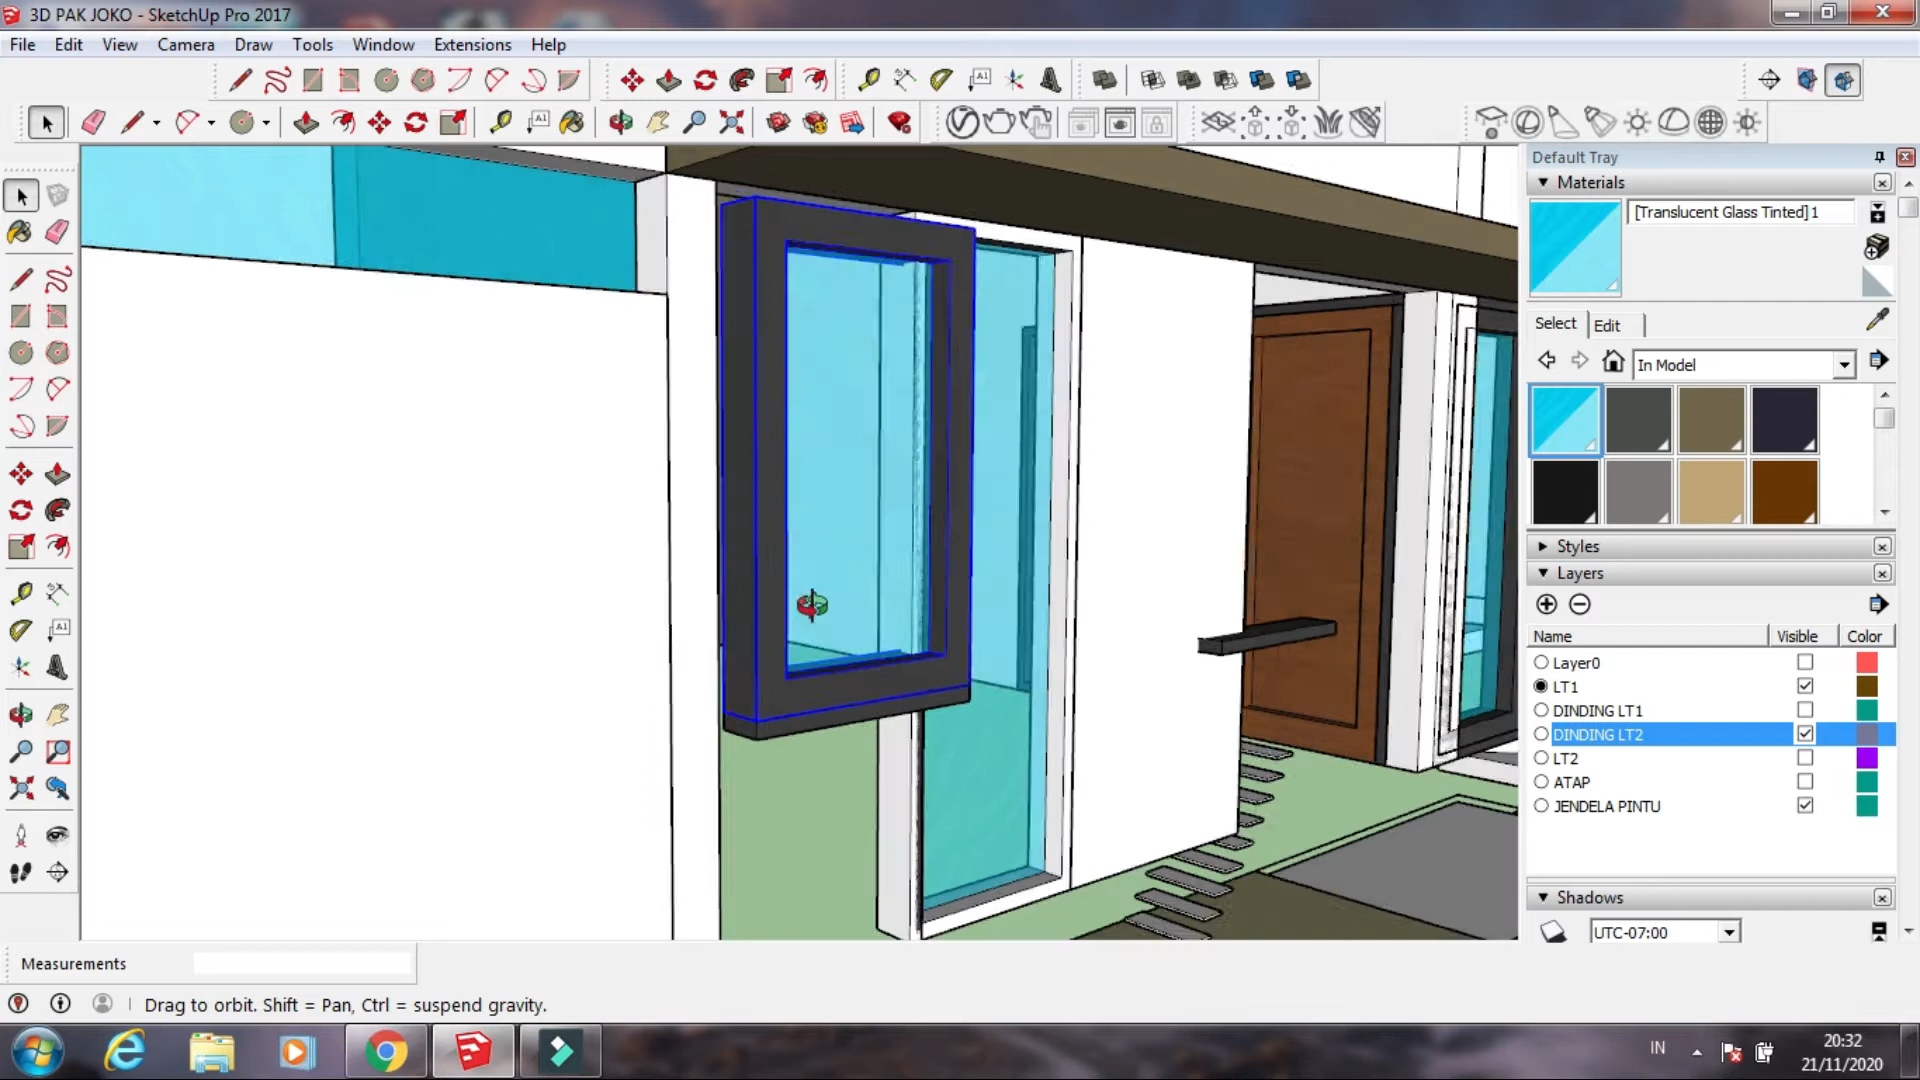 3D PAK JOKO - SketchUp Pro 2017
File Edit View Camera Draw Tools Window Extensions Help
Default Tray
Materials
[Translucent Glass Tinted]1
Select Edit
In Model
Styles
Layers
Name Visible Color
Layer0
LT1
DINDING LT1
DINDING LT2
LT2
ATAP
JENDELA PINTU
Shadows
UTC-07:00
Measurements
Drag to orbit. Shift = Pan, Ctrl = suspend gravity.
IN
20:32
21/11/2020